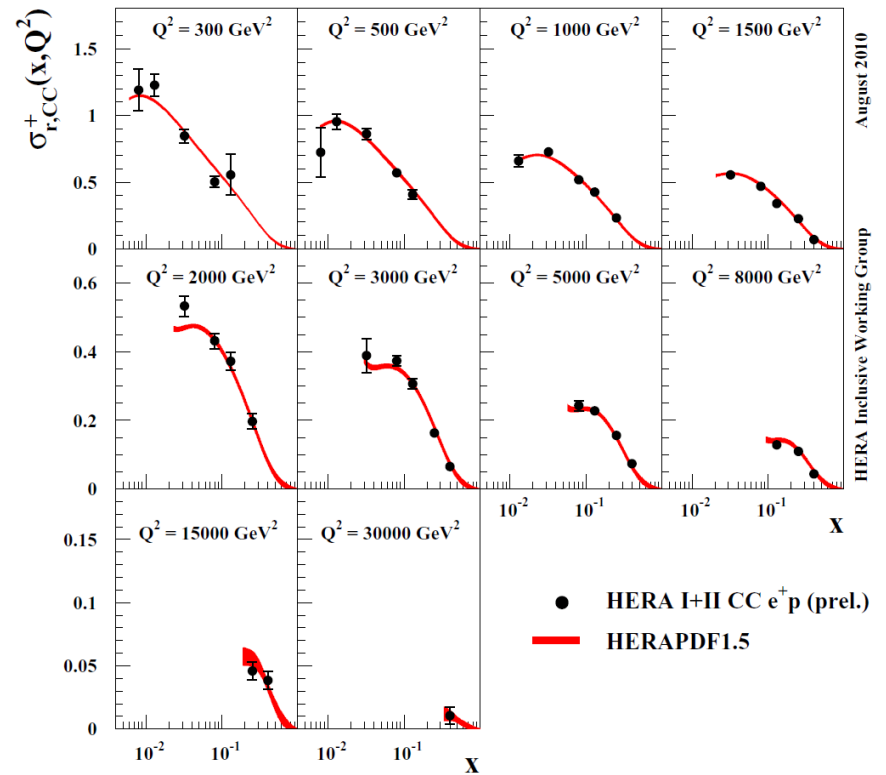 σ⁺r,CC(x,Q²)
Q² = 300 GeV²
Q² = 500 GeV²
Q² = 1000 GeV²
Q² = 1500 GeV²
August 2010
1.5
1
0.5
0
Q² = 2000 GeV²
Q² = 3000 GeV²
Q² = 5000 GeV²
Q² = 8000 GeV²
HERA Inclusive Working Group
0.6
0.4
0.2
0
10⁻² 10⁻¹ 10⁻² 10⁻¹
x
Q² = 15000 GeV²
Q² = 30000 GeV²
0.15
0.1
0.05
0
HERA I+II CC e⁺p (prel.)
HERAPDF1.5
10⁻² 10⁻¹ 10⁻² 10⁻¹
x